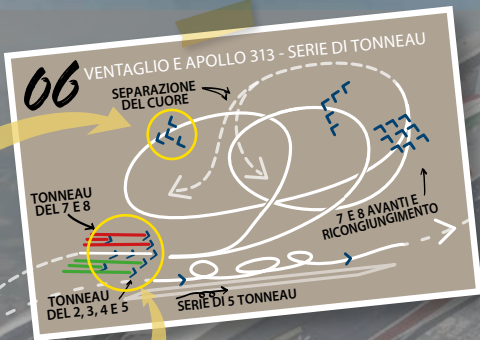 06 VENTAGLIO E APOLLO 313 - SERIE DI TONNEAU
SEPARAZIONE
DEL CUORE
TONNEAU
DEL 7 E 8
7 E 8 AVANTI E
RICONGIUNGIMENTO
TONNEAU
DEL 2, 3, 4 E 5
SERIE DI 5 TONNEAU